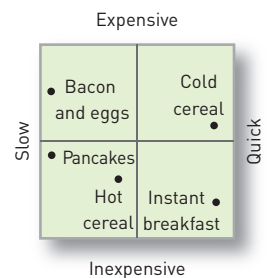 Expensive
Bacon
and eggs
Cold
cereal
Slow
Quick
Pancakes
Hot
cereal
Instant
breakfast
Inexpensive